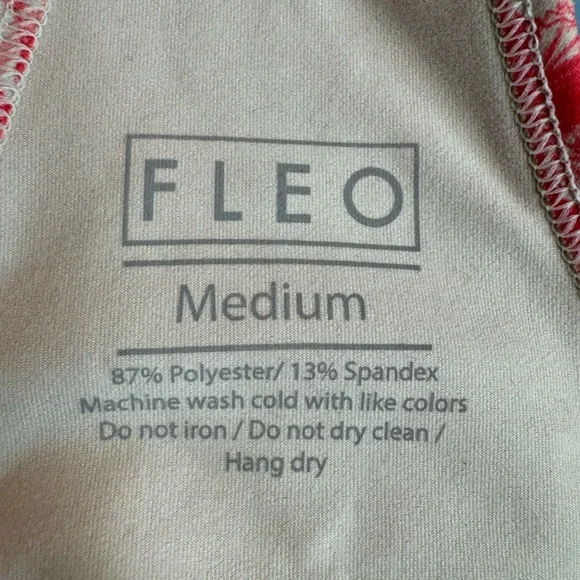 FLEO
Medium
87% Polyester/ 13% Spandex
Machine wash cold with like colors
Do not iron / Do not dry clean /
Hang dry